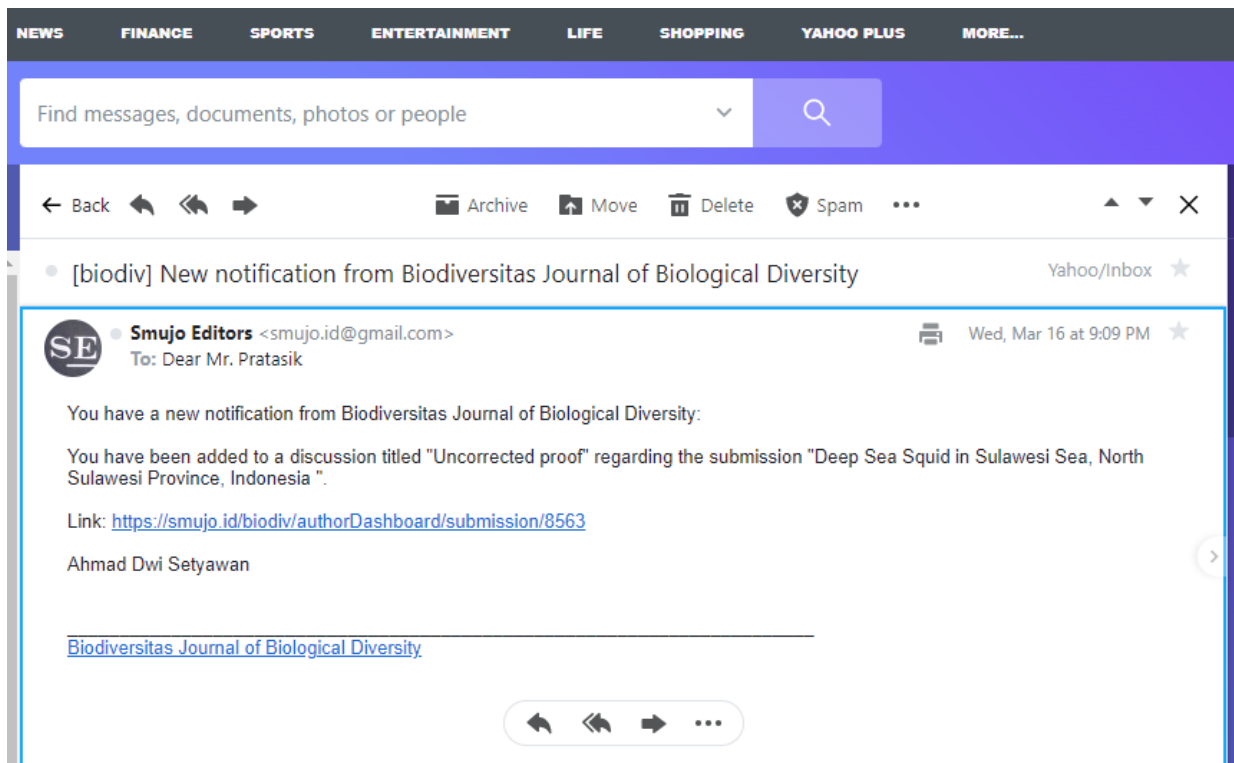 NEWS FINANCE SPORTS ENTERTAINMENT LIFE SHOPPING YAHOO PLUS MORE...
Find messages, documents, photos or people
Back Archive Move Delete Spam
[biodiv] New notification from Biodiversitas Journal of Biological Diversity Yahoo/Inbox
SE
Smujo Editors <smujo.id@gmail.com> Wed, Mar 16 at 9:09 PM
To: Dear Mr. Pratasik
You have a new notification from Biodiversitas Journal of Biological Diversity:
You have been added to a discussion titled "Uncorrected proof" regarding the submission "Deep Sea Squid in Sulawesi Sea, North
Sulawesi Province, Indonesia ".
Link: https://smujo.id/biodiv/authorDashboard/submission/8563
Ahmad Dwi Setyawan
Biodiversitas Journal of Biological Diversity